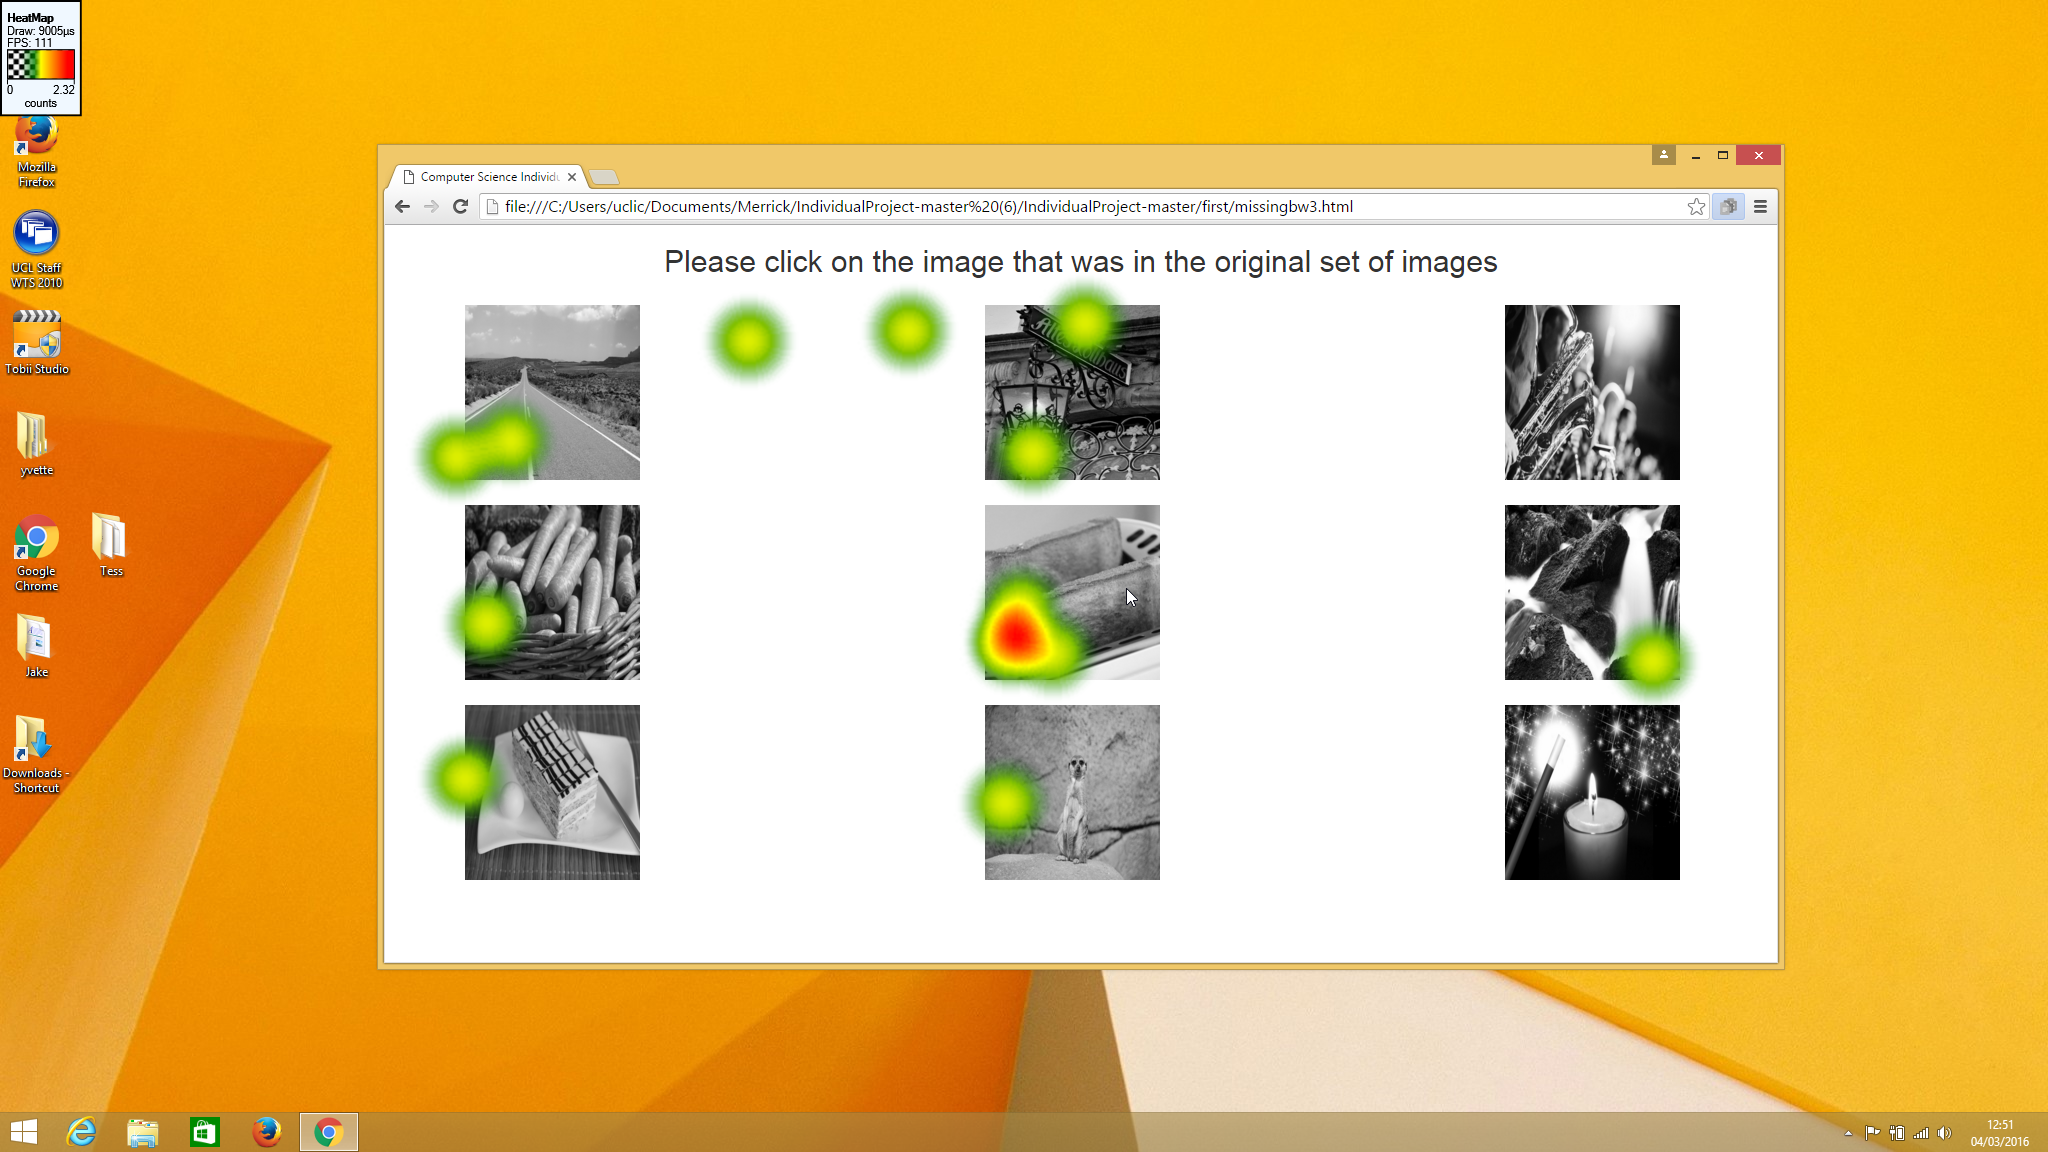 HeatMap
Draw: 9005µs
FPS: 111
0 2.32
counts
Mozilla
Firefox
UCL Staff
WTS 2010
Tobii Studio
yvette
Google
Chrome
Tess
Jake
Downloads -
Shortcut
Computer Science Individ
file:///C:/Users/uclic/Documents/Merrick/IndividualProject-master%20(6)/IndividualProject-master/first/missingbw3.html
Please click on the image that was in the original set of images
12:51
04/03/2016